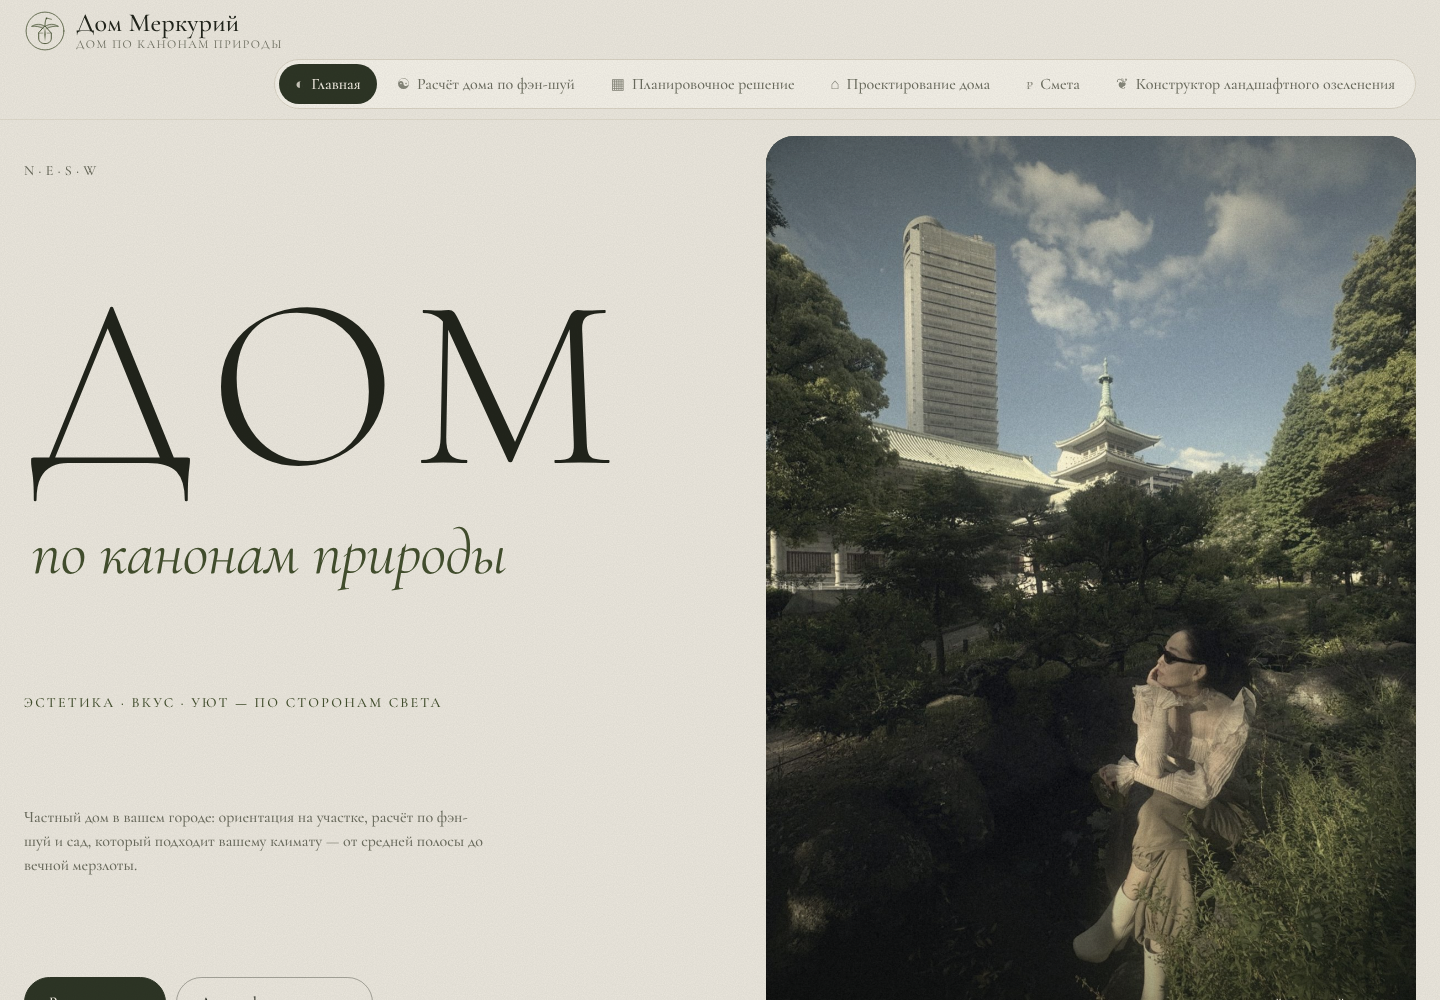 Дом Меркурий
ДОМ ПО КАНОНАМ ПРИРОДЫ
Главная
Расчёт дома по фэн-шуй
Планировочное решение
Проектирование дома
Смета
Конструктор ландшафтного озеленения
N · E · S · W
ДОМ
по канонам природы
ЭСТЕТИКА · ВКУС · УЮТ — ПО СТОРОНАМ СВЕТА
Частный дом в вашем городе: ориентация на участке, расчёт по фэн-
шуй и сад, который подходит вашему климату — от средней полосы до
вечной мерзлоты.